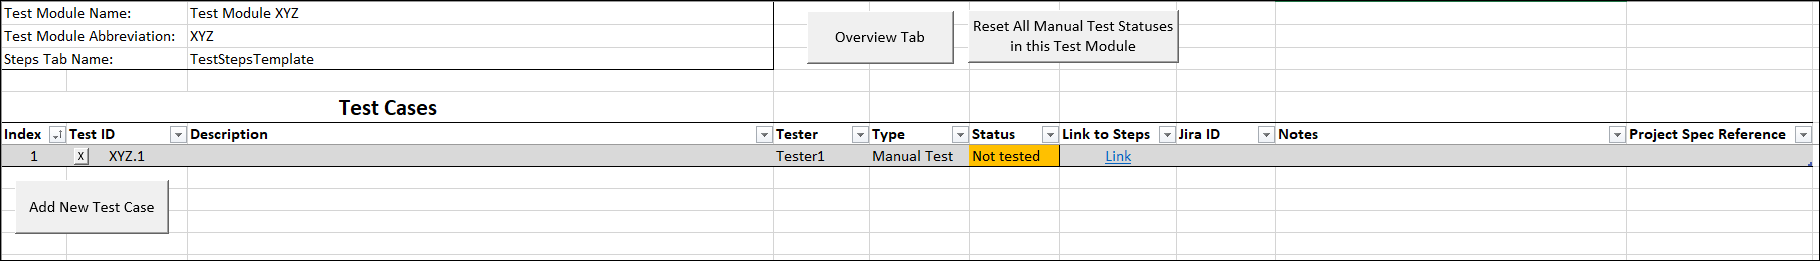 Test Module Name: Test Module XYZ
Test Module Abbreviation: XYZ
Steps Tab Name: TestStepsTemplate
Overview Tab
Reset All Manual Test Statuses
in this Test Module
Test Cases
Index Test ID Description Tester Type Status Link to Steps Jira ID Notes Project Spec Reference
1 X XYZ.1 Tester1 Manual Test Not tested Link
Add New Test Case